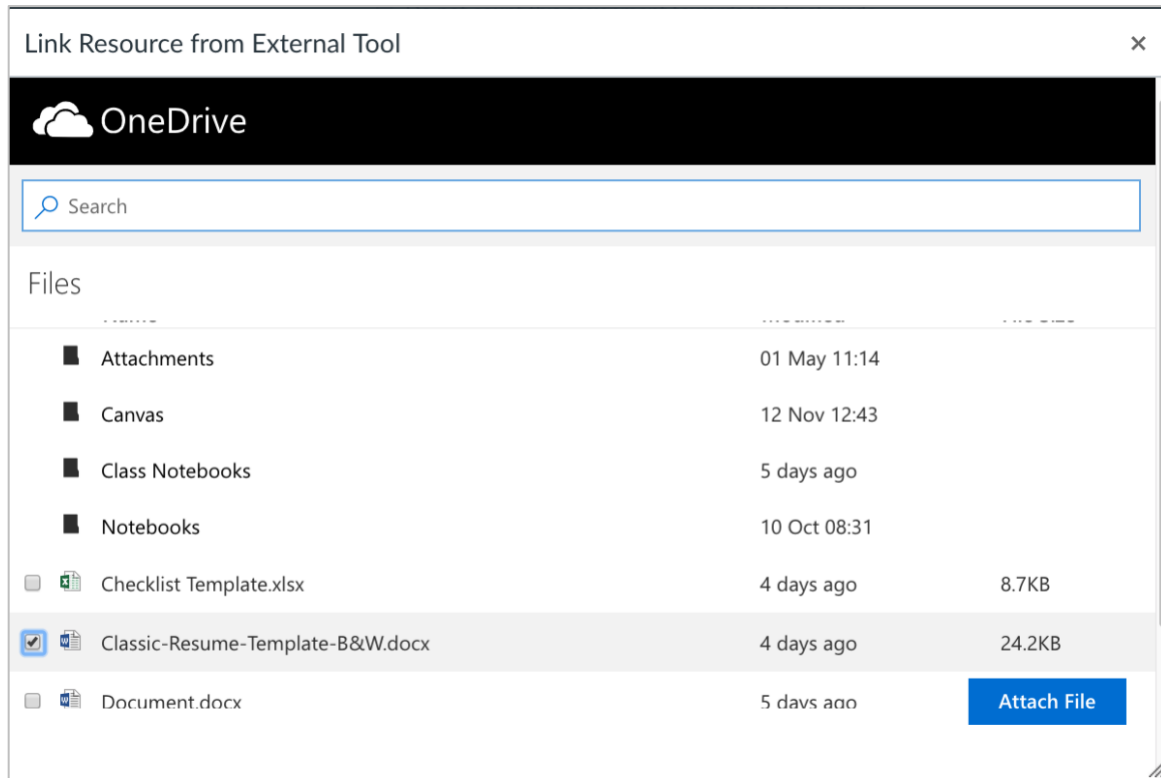 Link Resource from External Tool ×
OneDrive
Search
Files
Attachments 01 May 11:14
Canvas 12 Nov 12:43
Class Notebooks 5 days ago
Notebooks 10 Oct 08:31
Checklist Template.xlsx 4 days ago 8.7KB
Classic-Resume-Template-B&W.docx 4 days ago 24.2KB
Document.docx 5 days ago Attach File